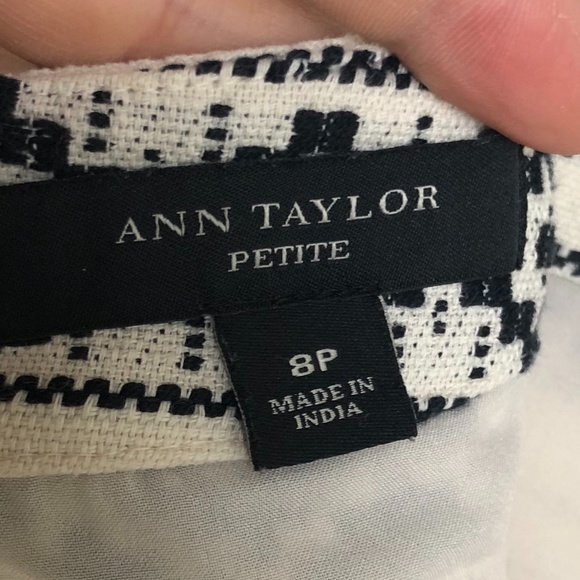 ANN TAYLOR
PETITE
8P
MADE IN
INDIA